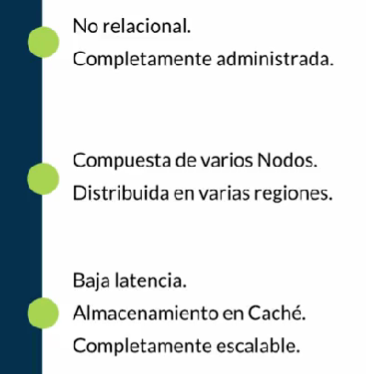 No relacional.
Completamente administrada.
Compuesta de varios Nodos.
Distribuida en varias regiones.
Baja latencia.
Almacenamiento en Caché.
Completamente escalable.